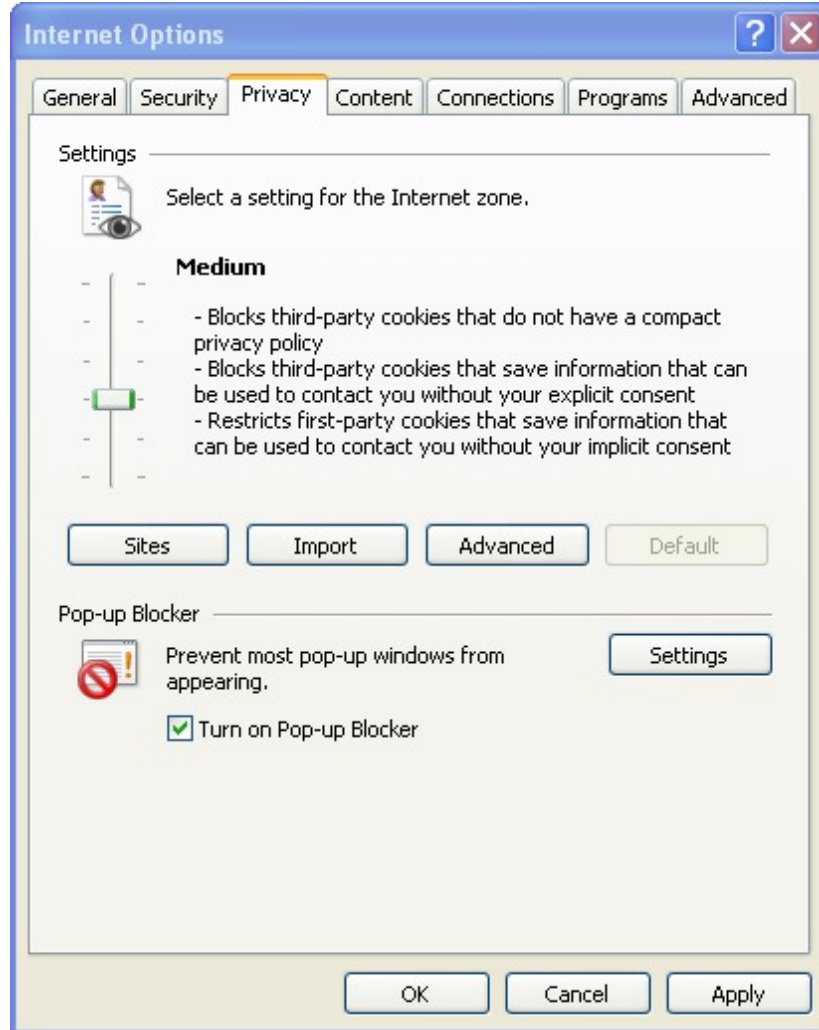 Internet Options
General Security Privacy Content Connections Programs Advanced
Settings
Select a setting for the Internet zone.
Medium
- Blocks third-party cookies that do not have a compact
privacy policy
- Blocks third-party cookies that save information that can
be used to contact you without your explicit consent
- Restricts first-party cookies that save information that
can be used to contact you without your implicit consent
Sites Import Advanced Default
Pop-up Blocker
Prevent most pop-up windows from
appearing.
Settings
Turn on Pop-up Blocker
OK Cancel Apply